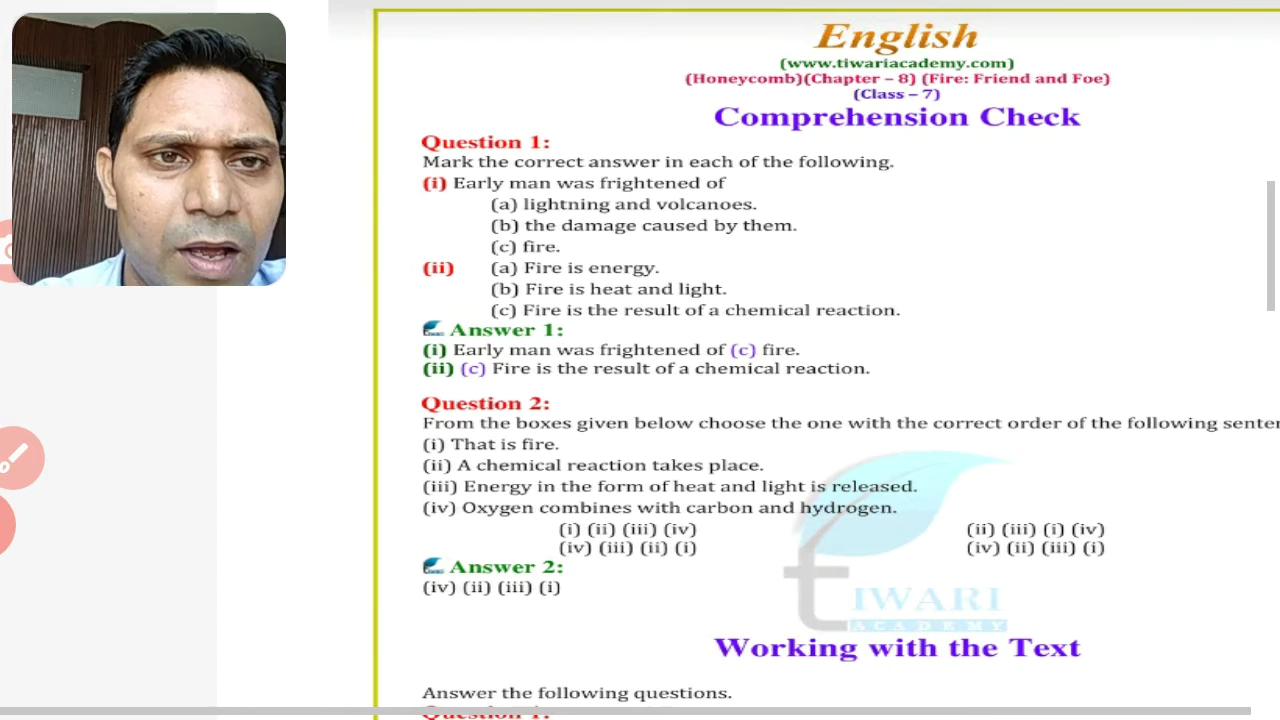 English
(www.tiwariacademy.com)
(Honeycomb)(Chapter – 8) (Fire: Friend and Foe)
(Class – 7)
Comprehension Check
Question 1:
Mark the correct answer in each of the following.
(i) Early man was frightened of
(a) lightning and volcanoes.
(b) the damage caused by them.
(c) fire.
(ii) (a) Fire is energy.
(b) Fire is heat and light.
(c) Fire is the result of a chemical reaction.
Answer 1:
(i) Early man was frightened of (c) fire.
(ii) (c) Fire is the result of a chemical reaction.
Question 2:
From the boxes given below choose the one with the correct order of the following senten
(i) That is fire.
(ii) A chemical reaction takes place.
(iii) Energy in the form of heat and light is released.
(iv) Oxygen combines with carbon and hydrogen.
(i) (ii) (iii) (iv) (ii) (iii) (i) (iv)
(iv) (iii) (ii) (i) (iv) (ii) (iii) (i)
Answer 2:
(iv) (ii) (iii) (i)
tIWARI
ACADEMY
Working with the Text
Answer the following questions.
Question 1: